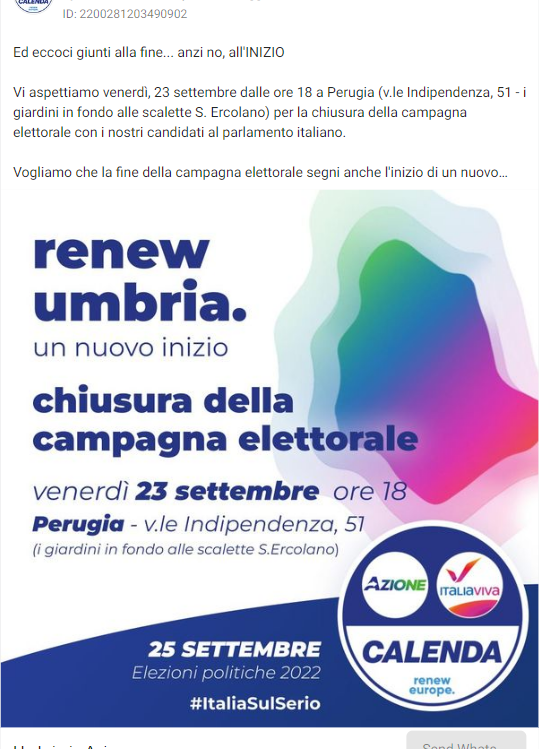 CALENDA
ID: 2200281203490902
Ed eccoci giunti alla fine... anzi no, all'INIZIO
Vi aspettiamo venerdì, 23 settembre dalle ore 18 a Perugia (v.le Indipendenza, 51 - i
giardini in fondo alle scalette S. Ercolano) per la chiusura della campagna
elettorale con i nostri candidati al parlamento italiano.
Vogliamo che la fine della campagna elettorale segni anche l'inizio di un nuovo...
renew
umbria.
un nuovo inizio
chiusura della
campagna elettorale
venerdì 23 settembre ore 18
Perugia - v.le Indipendenza, 51
(i giardini in fondo alle scalette S.Ercolano)
AZIONE
ITALIAVIVA
CALENDA
renew
europe.
25 SETTEMBRE
Elezioni politiche 2022
#ItaliaSulSerio